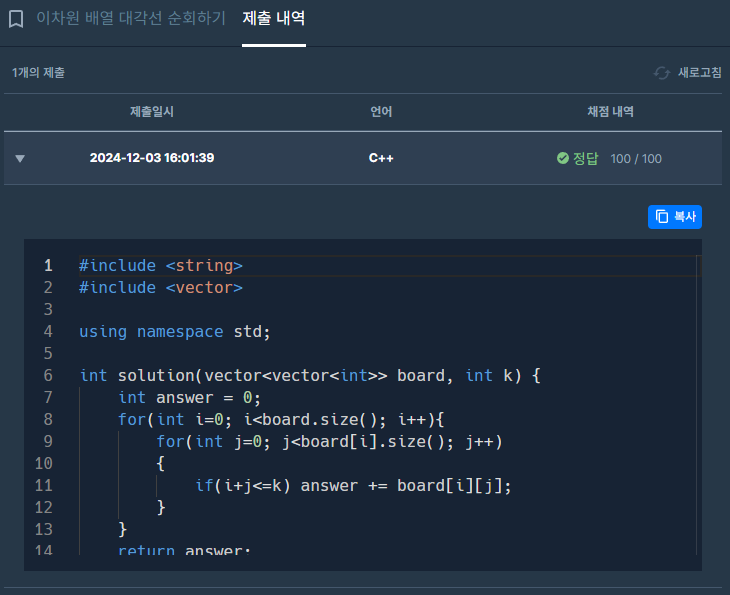 이차원 배열 대각선 순회하기 제출 내역
1개의 제출 새로고침
제출일시 언어 채점 내역
2024-12-03 16:01:39 C++ 정답 100 / 100
복사
1 #include <string>
2 #include <vector>
3
4 using namespace std;
5
6 int solution(vector<vector<int>> board, int k) {
7     int answer = 0;
8     for(int i=0; i<board.size(); i++){
9         for(int j=0; j<board[i].size(); j++)
10         {
11             if(i+j<=k) answer += board[i][j];
12         }
13     }
14     return answer;